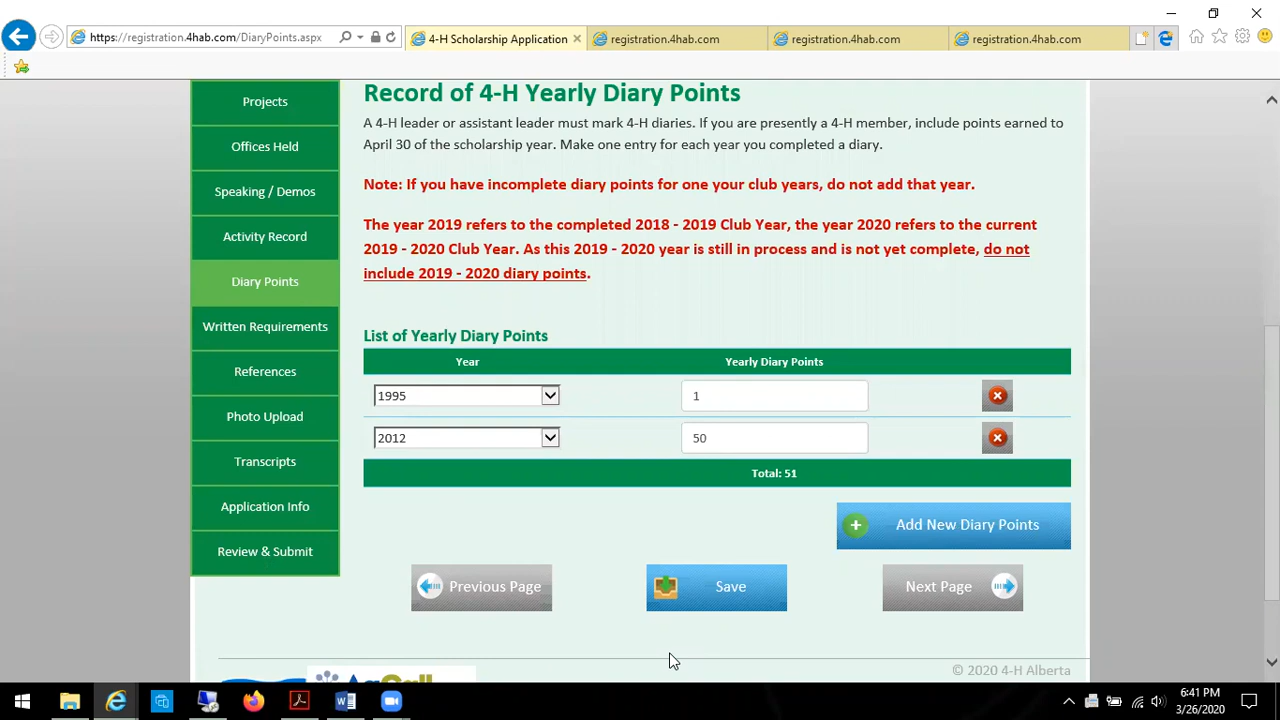 https://registration.4hab.com/DiaryPoints.aspx
4-H Scholarship Application
registration.4hab.com
registration.4hab.com
registration.4hab.com
Projects
Offices Held
Speaking / Demos
Activity Record
Diary Points
Written Requirements
References
Photo Upload
Transcripts
Application Info
Review & Submit
Record of 4-H Yearly Diary Points
A 4-H leader or assistant leader must mark 4-H diaries. If you are presently a 4-H member, include points earned to
April 30 of the scholarship year. Make one entry for each year you completed a diary.
Note: If you have incomplete diary points for one your club years, do not add that year.
The year 2019 refers to the completed 2018 - 2019 Club Year, the year 2020 refers to the current
2019 - 2020 Club Year. As this 2019 - 2020 year is still in process and is not yet complete, do not
include 2019 - 2020 diary points.
List of Yearly Diary Points
Year Yearly Diary Points
1995 1
2012 50
Total: 51
Add New Diary Points
Previous Page Save Next Page
© 2020 4-H Alberta
6:41 PM
3/26/2020